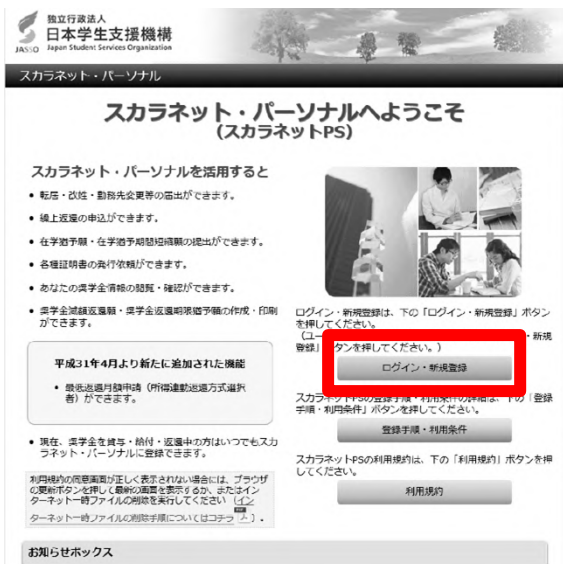 独立行政法人
日本学生支援機構
JASSO Japan Student Services Organization
スカラネット・パーソナル
スカラネット・パーソナルへようこそ
(スカラネットPS)
スカラネット・パーソナルを活用すると
• 転居・改姓・勤務先変更等の届出ができます。
• 繰上返還の申込ができます。
• 在学猶予願・在学猶予期間短縮願の提出ができます。
• 各種証明書の発行依頼ができます。
• あなたの奨学金情報の閲覧・確認ができます。
• 奨学金減額返還願・奨学金返還期限猶予願の作成・印刷
ができます。
平成31年4月より新たに追加された機能
• 最低返還月額申請（所得連動返還方式選択
者）ができます。
• 現在、奨学金を貸与・給付・返還中の方はいつでもスカ
ラネット・パーソナルに登録できます。
利用規約の同意画面が正しく表示されない場合には、ブラウザ
の更新ボタンを押して最新の画面を表示するか、またはイン
ターネット一時ファイルの削除を実行してください（イン
ターネット一時ファイルの削除手順についてはコチラ）。
ログイン・新規登録は、下の「ログイン・新規登録」ボタン
を押してください。
（ユー ・新規
登録」ボタンを押してください。）
ログイン・新規登録
スカラネットPSの登録手順・利用条件の詳細は、下の「登録
手順・利用条件」ボタンを押してください。
登録手順・利用条件
スカラネットPSの利用規約は、下の「利用規約」ボタンを押
してください。
利用規約
お知らせボックス